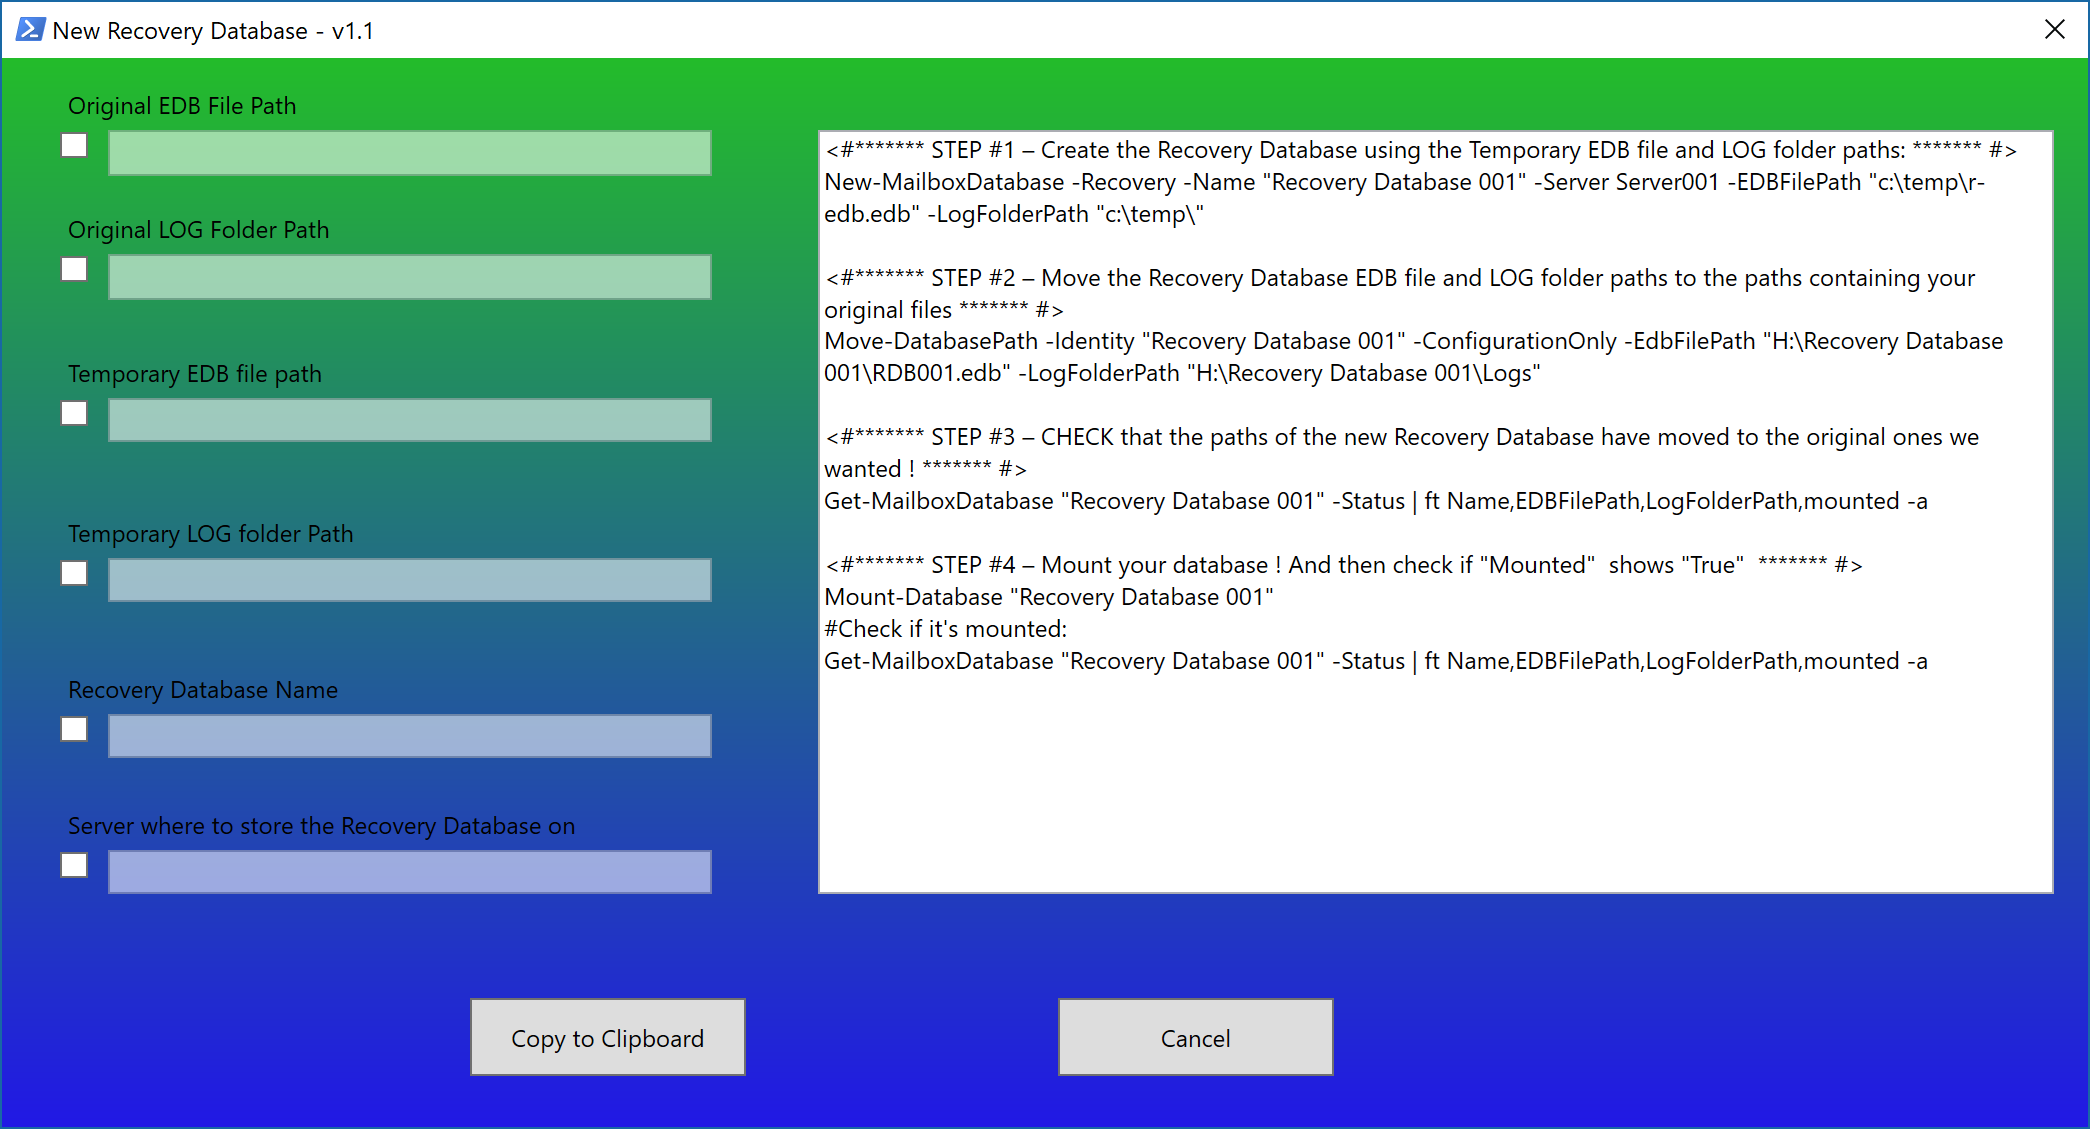 New Recovery Database - v1.1
Original EDB File Path
Original LOG Folder Path
Temporary EDB file path
Temporary LOG folder Path
Recovery Database Name
Server where to store the Recovery Database on
<#******* STEP #1 – Create the Recovery Database using the Temporary EDB file and LOG folder paths: ******* #>
New-MailboxDatabase -Recovery -Name "Recovery Database 001" -Server Server001 -EDBFilePath "c:\temp\r-
edb.edb" -LogFolderPath "c:\temp\"
<#******* STEP #2 – Move the Recovery Database EDB file and LOG folder paths to the paths containing your
original files ******* #>
Move-DatabasePath -Identity "Recovery Database 001" -ConfigurationOnly -EdbFilePath "H:\Recovery Database
001\RDB001.edb" -LogFolderPath "H:\Recovery Database 001\Logs"
<#******* STEP #3 – CHECK that the paths of the new Recovery Database have moved to the original ones we
wanted ! ******* #>
Get-MailboxDatabase "Recovery Database 001" -Status | ft Name,EDBFilePath,LogFolderPath,mounted -a
<#******* STEP #4 – Mount your database ! And then check if "Mounted"  shows "True"  ******* #>
Mount-Database "Recovery Database 001"
#Check if it's mounted:
Get-MailboxDatabase "Recovery Database 001" -Status | ft Name,EDBFilePath,LogFolderPath,mounted -a
Copy to Clipboard
Cancel